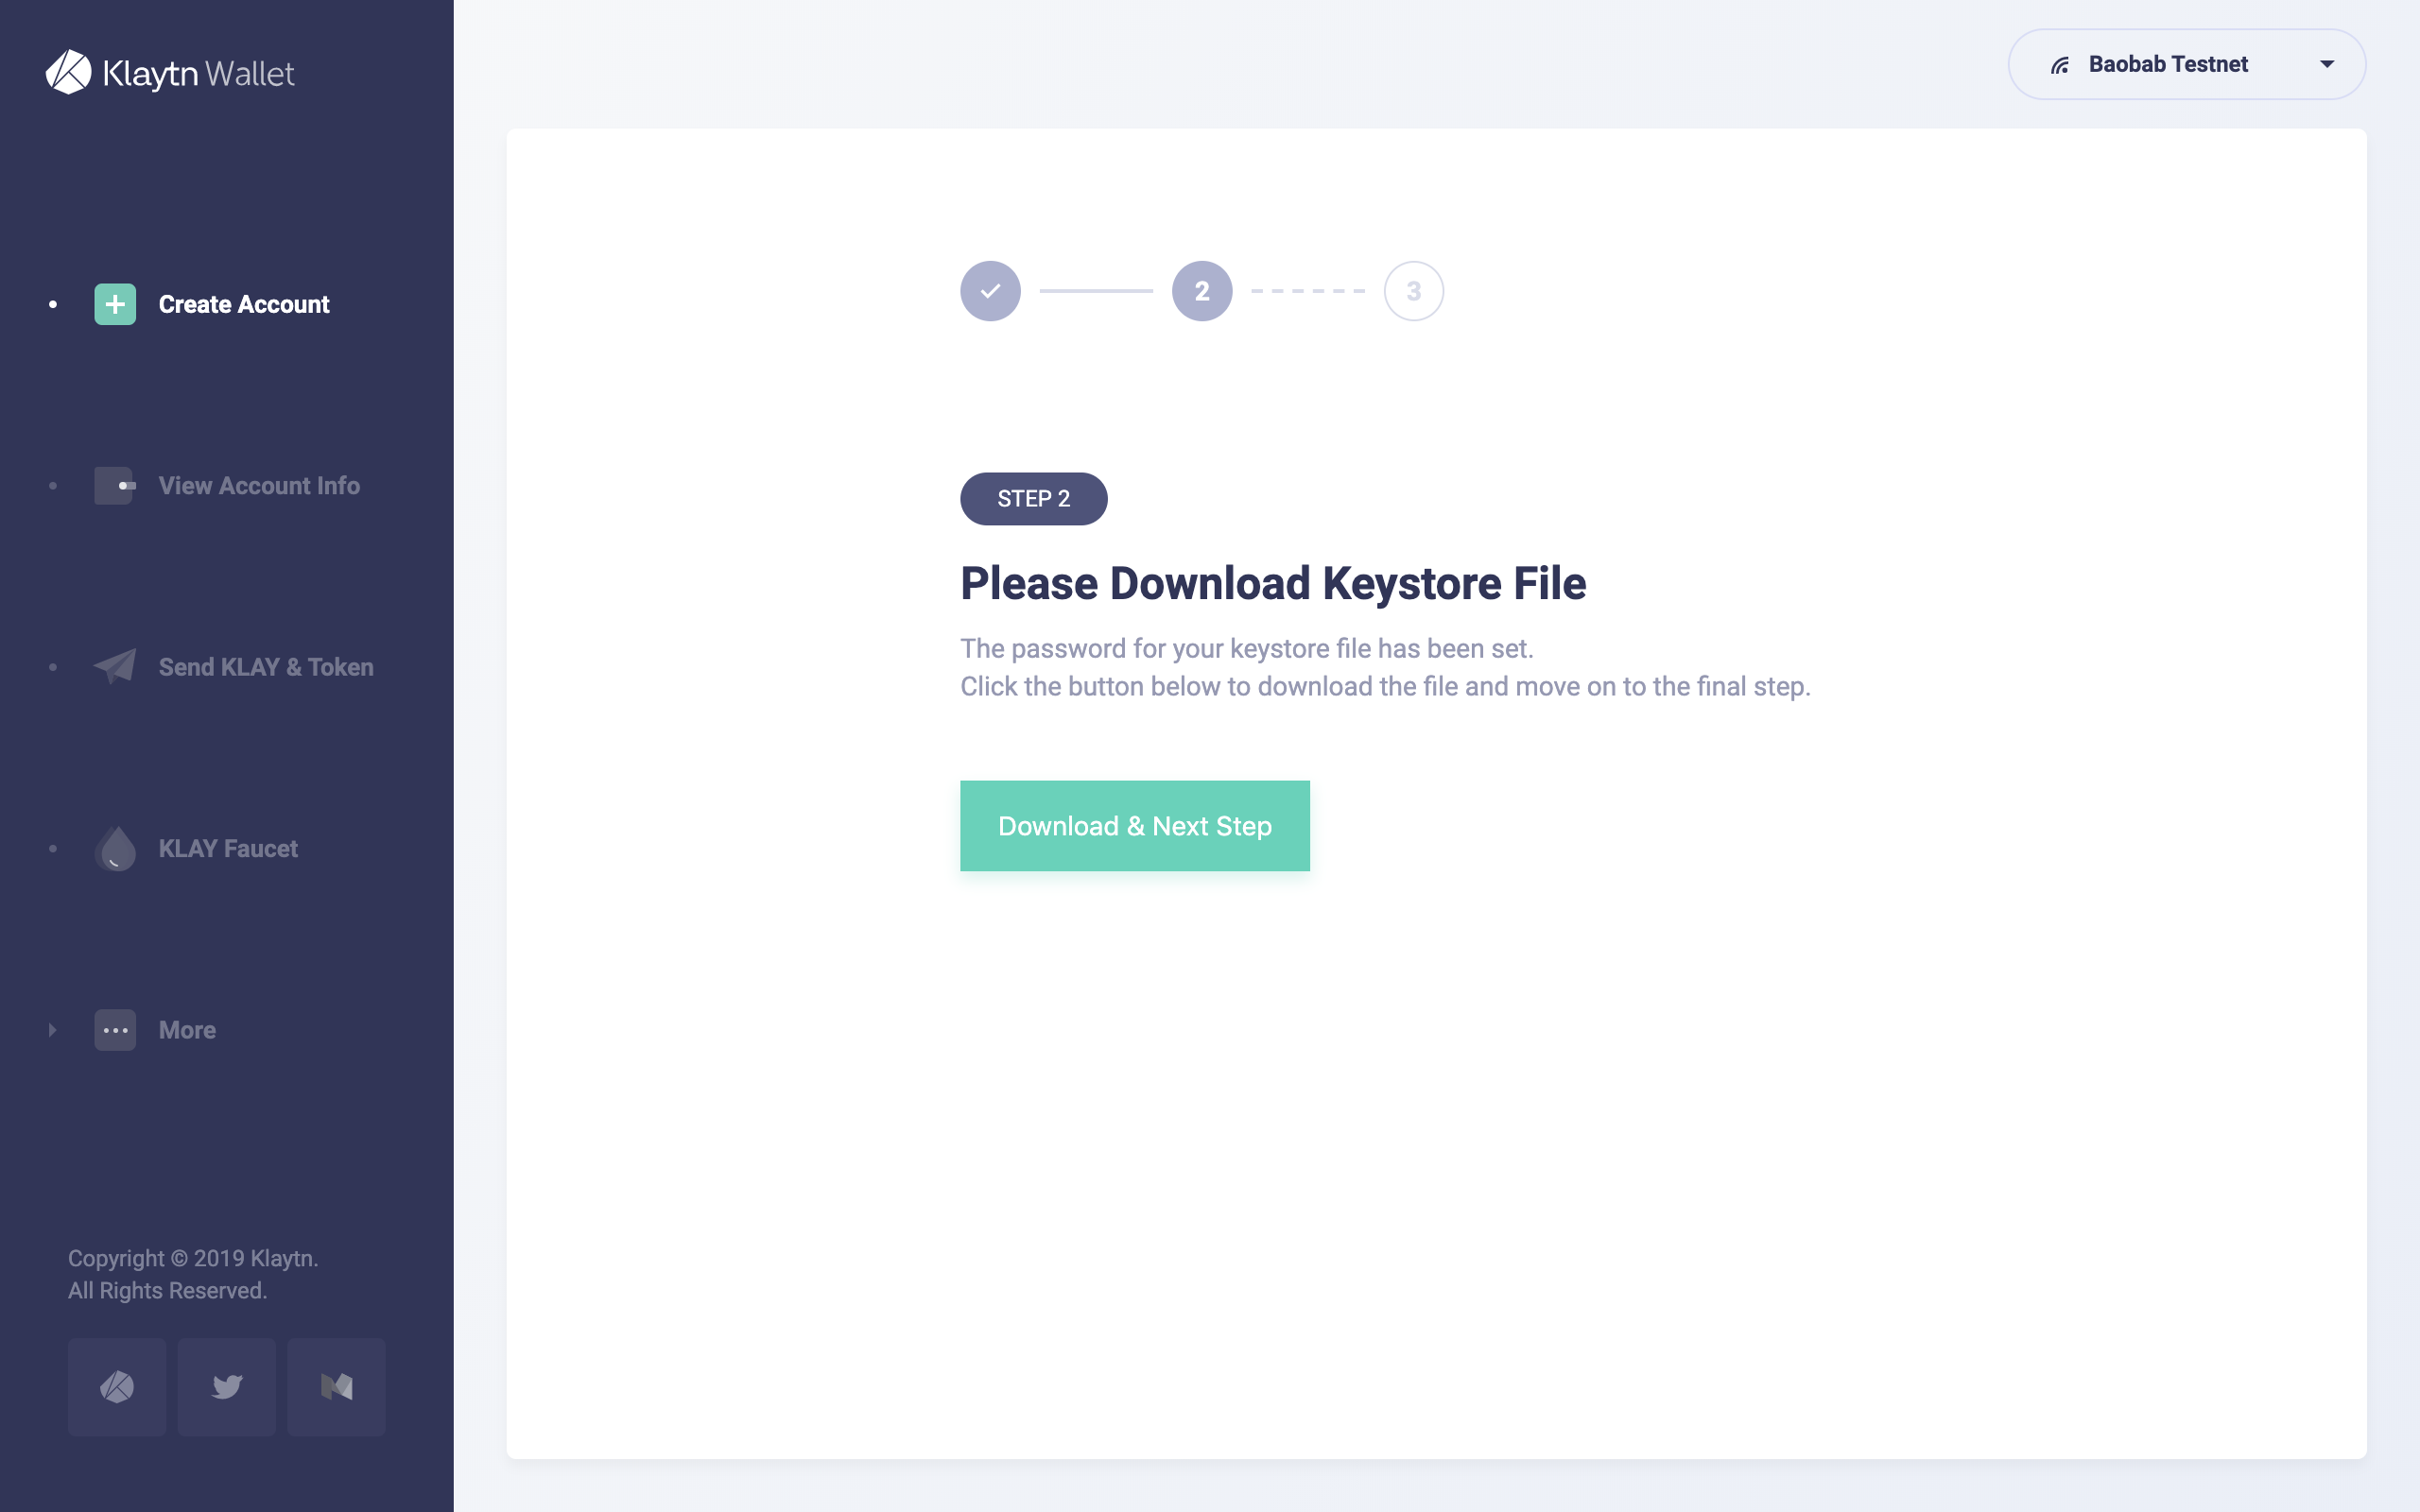 Klaytn Wallet
Baobab Testnet
Create Account
View Account Info
Send KLAY & Token
KLAY Faucet
More
Copyright © 2019 Klaytn.
All Rights Reserved.
2
3
STEP 2
Please Download Keystore File
The password for your keystore file has been set.
Click the button below to download the file and move on to the final step.
Download & Next Step